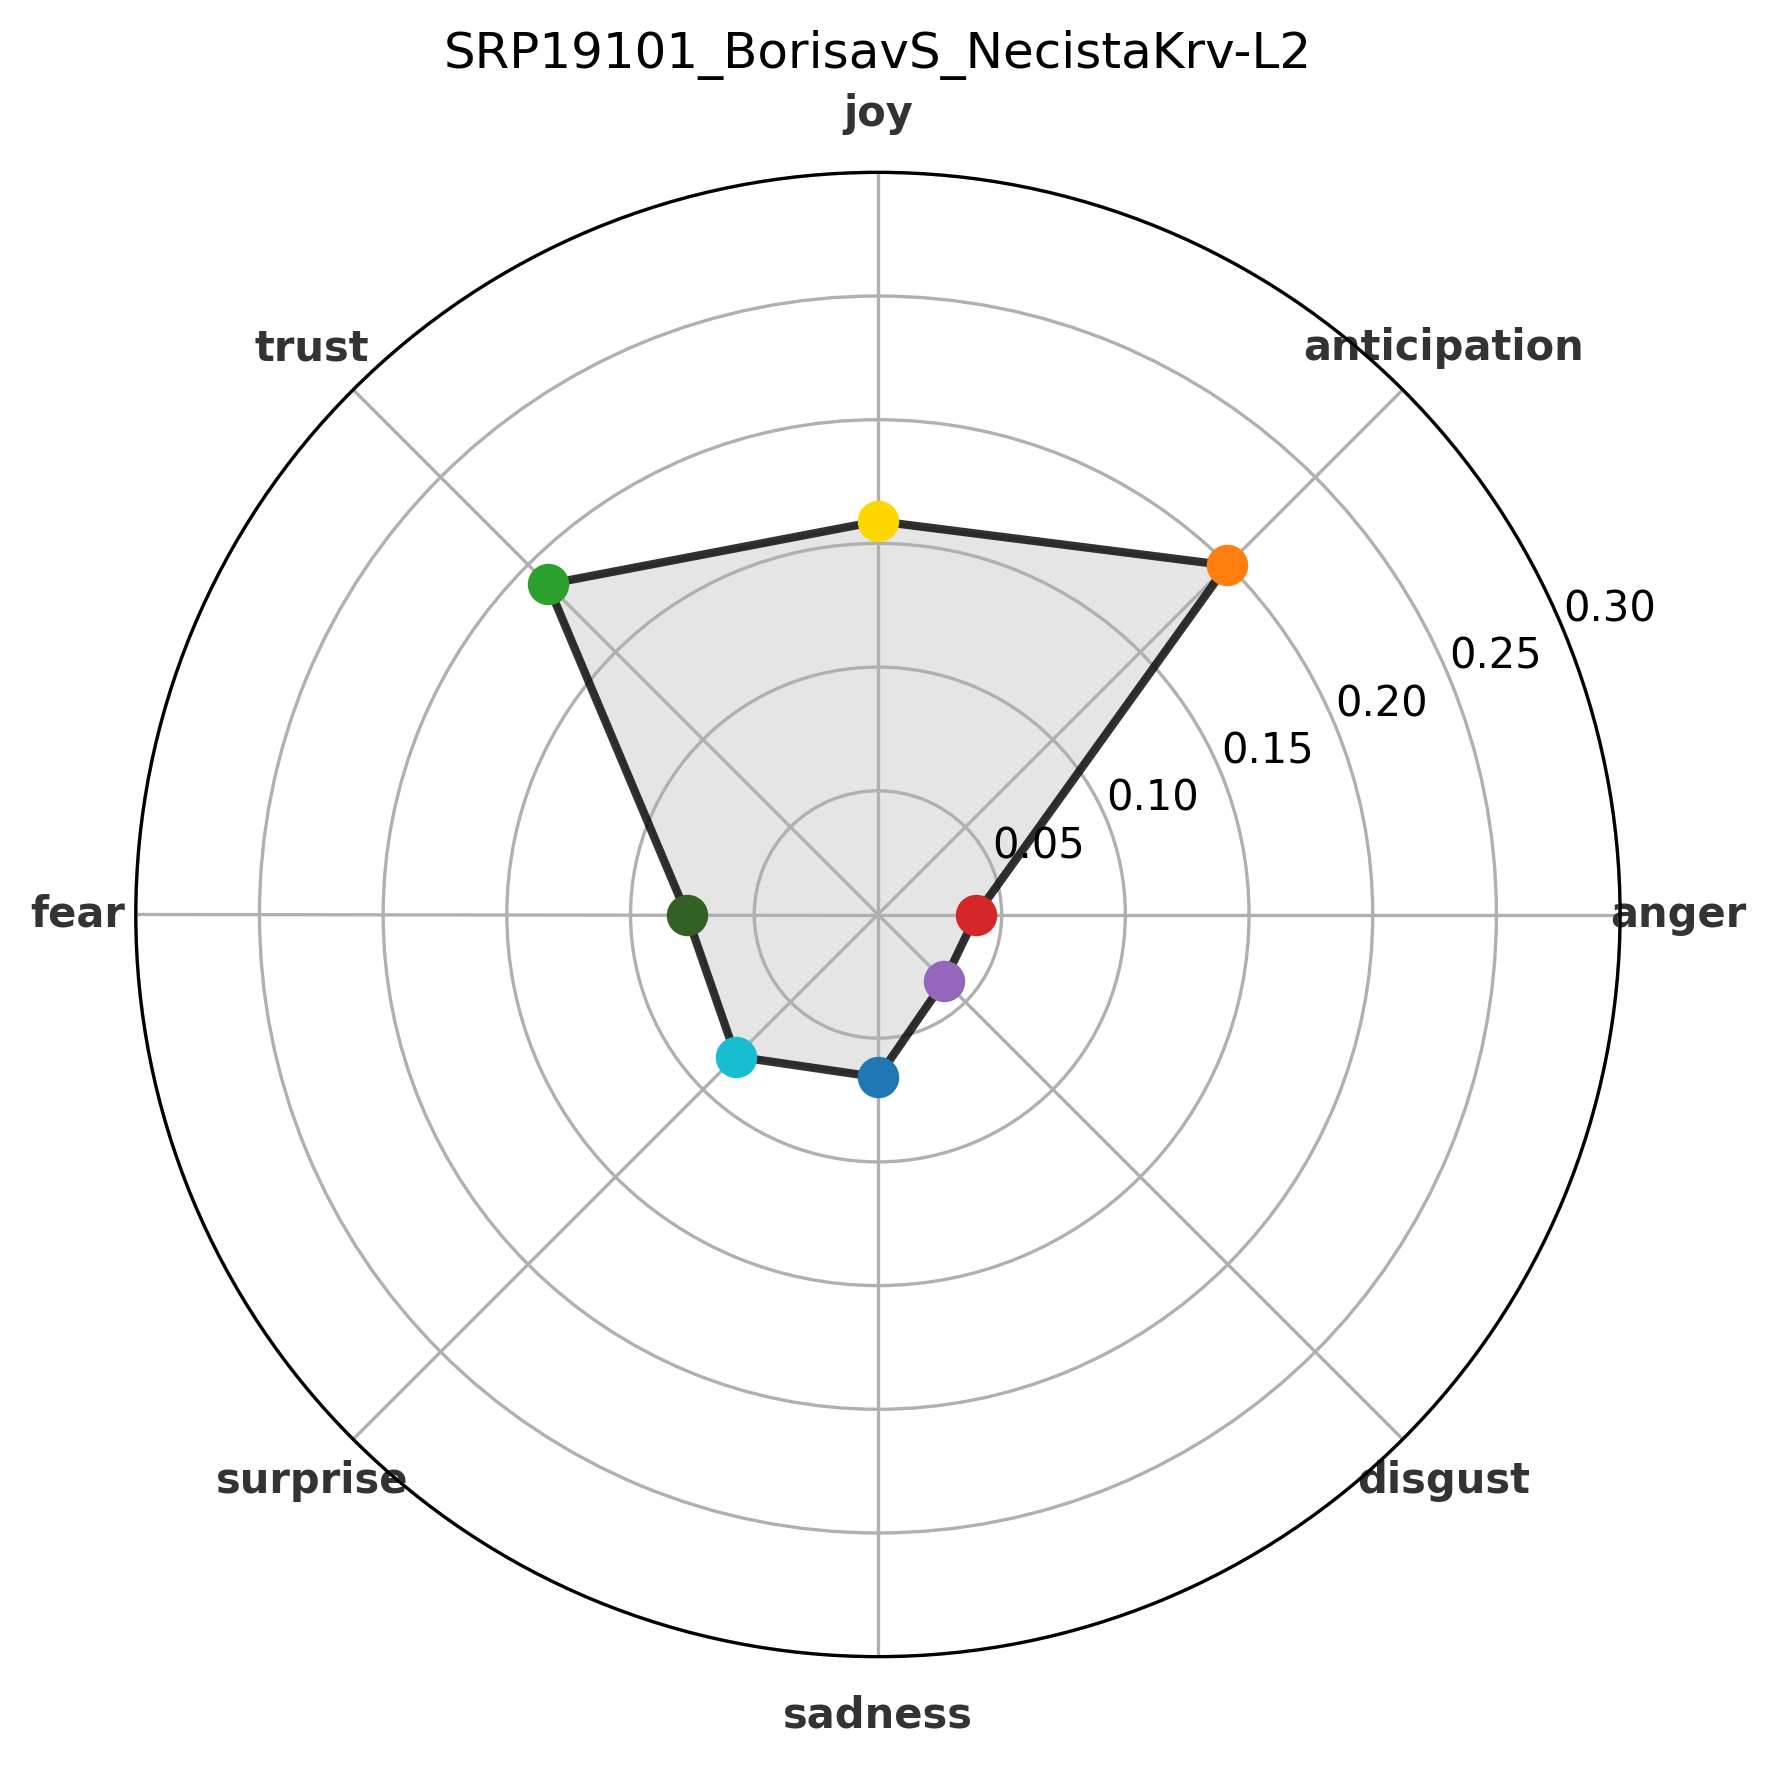 SRP19101_BorisavS_NecistaKrv-L2
joy
trust
anticipation
0.30
0.25
0.20
0.15
0.10
0.05
fear
anger
surprise
disgust
sadness